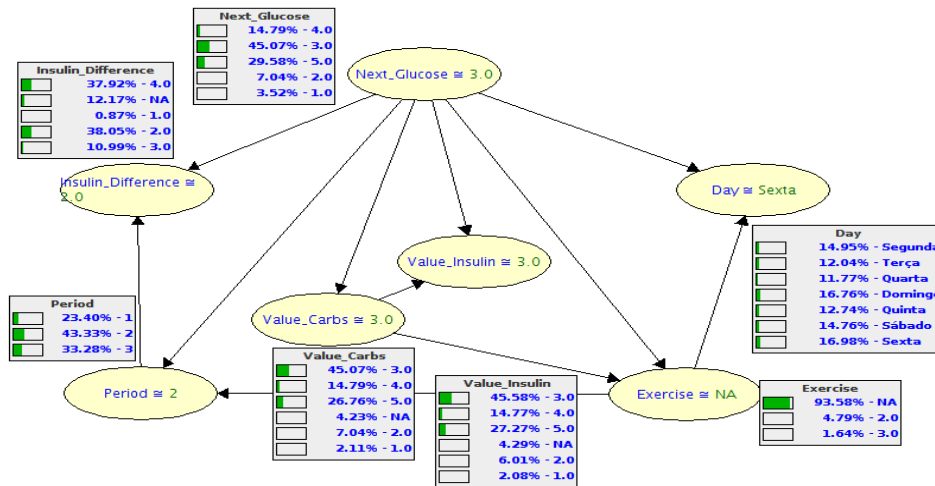 Next_Glucose
14.79% - 4.0
45.07% - 3.0
29.58% - 5.0
7.04% - 2.0
3.52% - 1.0
Next_Glucose ≅ 3.0
Insulin_Difference
37.92% - 4.0
12.17% - NA
0.87% - 1.0
38.05% - 2.0
10.99% - 3.0
Insulin_Difference ≅
2.0
Day ≅ Sexta
Day
14.95% - Segunda
12.04% - Terça
11.77% - Quarta
16.76% - Domingo
12.74% - Quinta
14.76% - Sábado
16.98% - Sexta
Value_Insulin ≅ 3.0
Value_Carbs ≅ 3.0
Period
23.40% - 1
43.33% - 2
33.28% - 3
Period ≅ 2
Value_Carbs
45.07% - 3.0
14.79% - 4.0
26.76% - 5.0
4.23% - NA
7.04% - 2.0
2.11% - 1.0
Value_Insulin
45.58% - 3.0
14.77% - 4.0
27.27% - 5.0
4.29% - NA
6.01% - 2.0
2.08% - 1.0
Exercise ≅ NA
Exercise
93.58% - NA
4.79% - 2.0
1.64% - 3.0